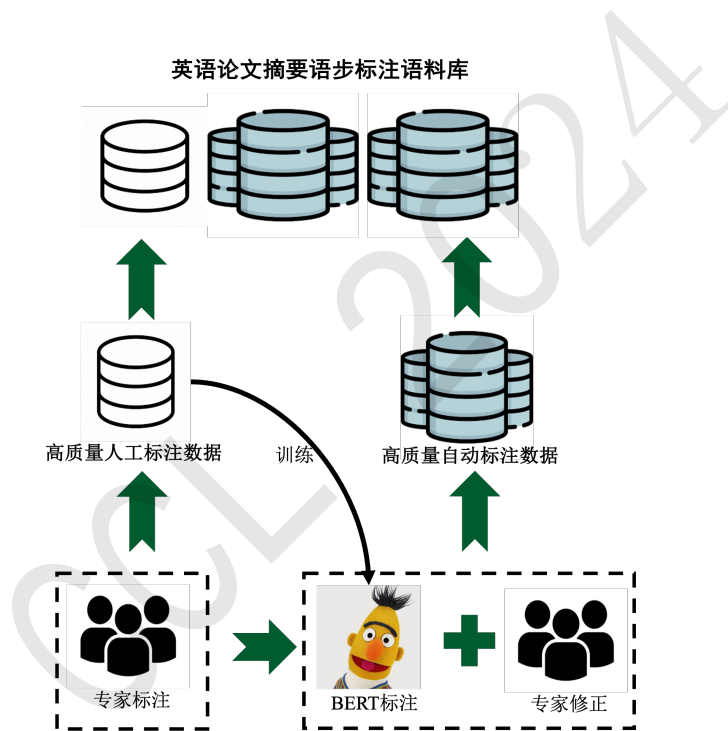 英语论文摘要语步标注语料库
高质量人工标注数据
训练
高质量自动标注数据
专家标注
BERT标注
专家修正
CCL 2024